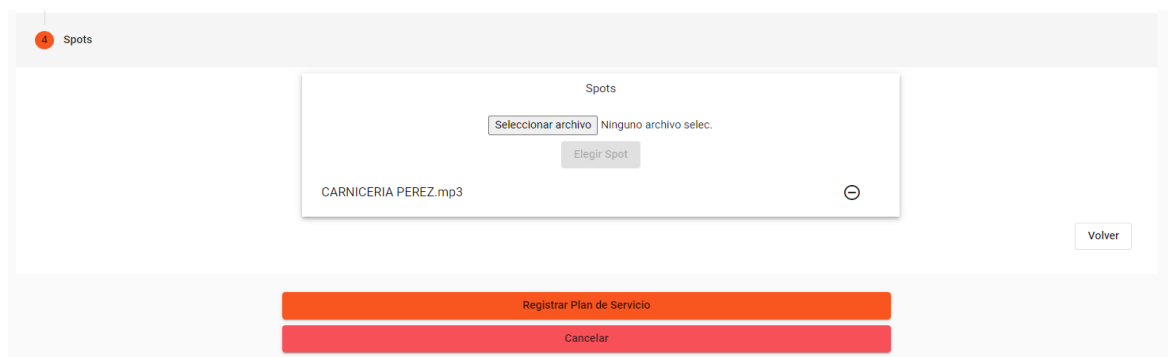 4 Spots
Spots
Seleccionar archivo Ninguno archivo selec.
Elegir Spot
CARNICERIA PEREZ.mp3
Volver
Registrar Plan de Servicio
Cancelar